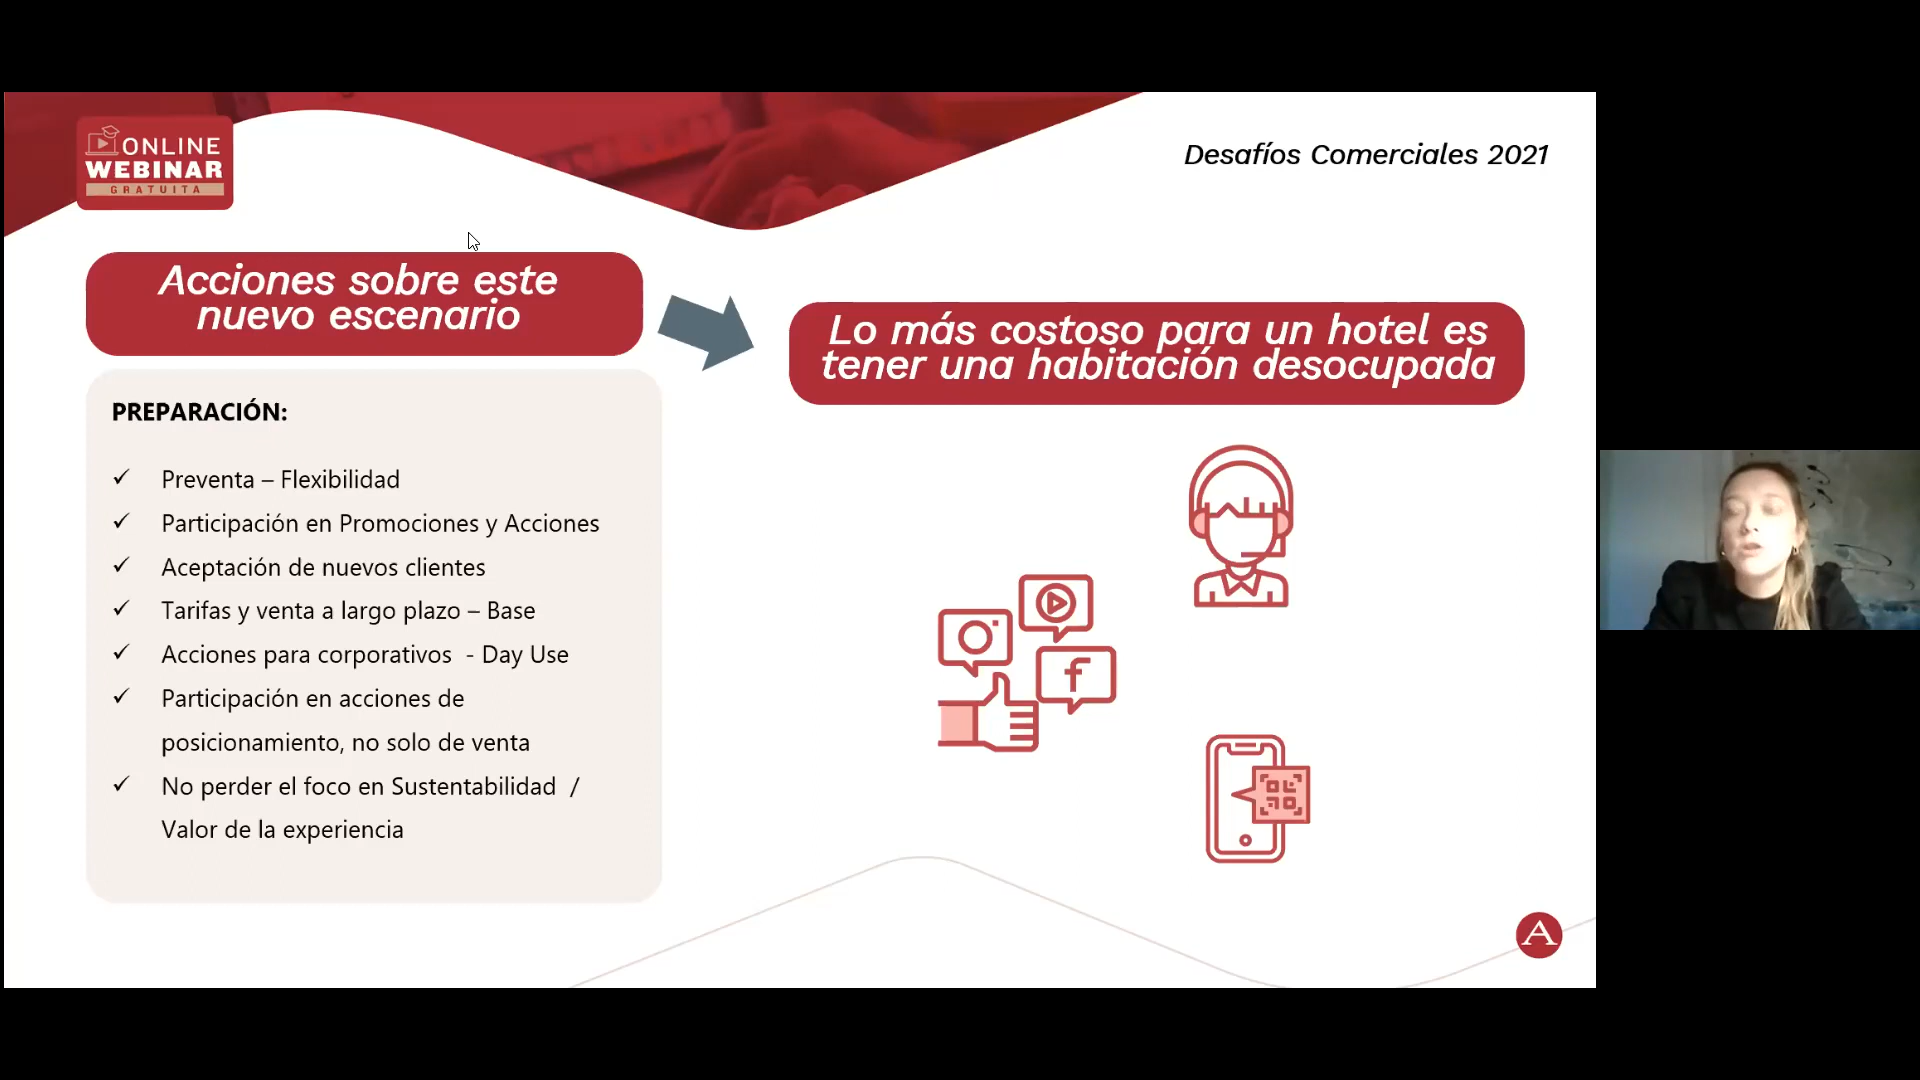 ONLINE
WEBINAR
GRATUITA
Desafíos Comerciales 2021
Acciones sobre este
nuevo escenario
Lo más costoso para un hotel es
tener una habitación desocupada
PREPARACIÓN:
✓ Preventa – Flexibilidad
✓ Participación en Promociones y Acciones
✓ Aceptación de nuevos clientes
✓ Tarifas y venta a largo plazo – Base
✓ Acciones para corporativos - Day Use
✓ Participación en acciones de
posicionamiento, no solo de venta
✓ No perder el foco en Sustentabilidad /
Valor de la experiencia
f
A